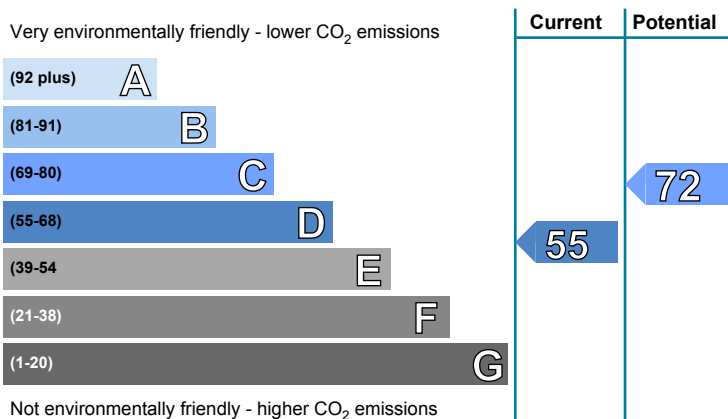 Current Potential
Very environmentally friendly - lower CO₂ emissions
(92 plus) A
(81-91) B
(69-80) C
72
(55-68) D
55
(39-54 E
(21-38) F
(1-20) G
Not environmentally friendly - higher CO₂ emissions